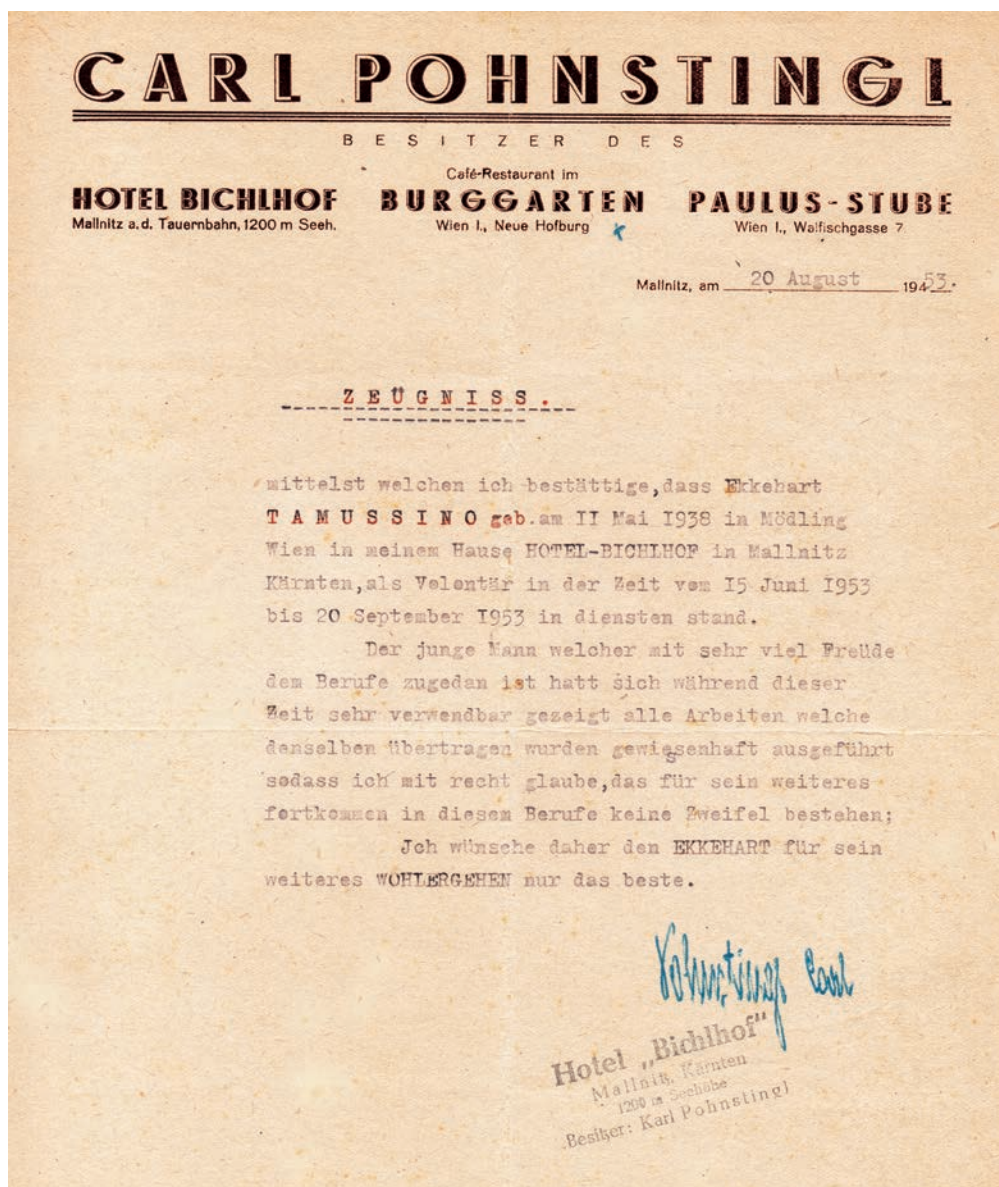 CARL POHNSTINGL
BESITZER DES
HOTEL BICHLHOF
Mallnitz a. d. Tauernbahn, 1200 m Seeh.
Café-Restaurant im
BURGGARTEN
Wien I., Neue Hofburg
PAULUS-STUBE
Wien I., Walfischgasse 7
Mallnitz, am 20 August 1953.
ZEÜGNISS.
mittelst welchen ich bestättige,dass Ekkehart
TAMUSSINO geb.am II Mai I938 in Mödling
Wien in meinem Hause HOTEL-BICHLHOF in Mallnitz
Kärnten,als Volontär in der Zeit vom I5 Juni I953
bis 20 September I953 in diensten stand.
Der junge Mann welcher mit sehr viel Freüde
dem Berufe zugedan ist hatt sich während dieser
Zeit sehr verwendbar gezeigt alle Arbeiten welche
denselben übertragen wurden gewissenhaft ausgeführt
sodass ich mit recht glaube,das für sein weiteres
fortkommen in diesem Berufe keine Zweifel bestehen;
Jch wünsche daher den EKKEHART für sein
weiteres WOHLERGEHEN nur das beste.
Pohnstingl Carl
Hotel „Bichlhof"
Mallnitz, Kärnten
1200 m Seehöhe
Besitzer: Karl Pohnstingl